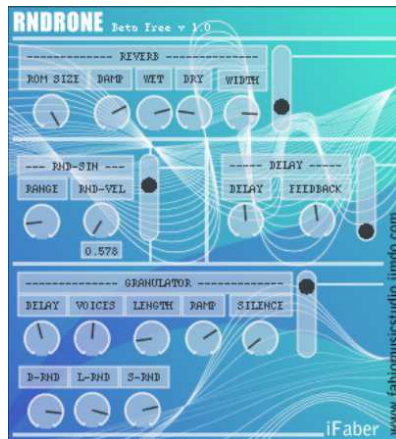 RNDRONE Beta Free v 1.0
--------------- REVERB ---------------
ROM SIZE DAMP WET DRY WIDTH
--- RND-SIN ---
RANGE RND-VEL
0.578
----- DELAY -----
DELAY FEEDBACK
-------------- GRANULATOR --------------
DELAY VOICES LENGTH RAMP SILENCE
D-RND L-RND S-RND
iFaber
www.fabiomusicstudio.jimdo.com